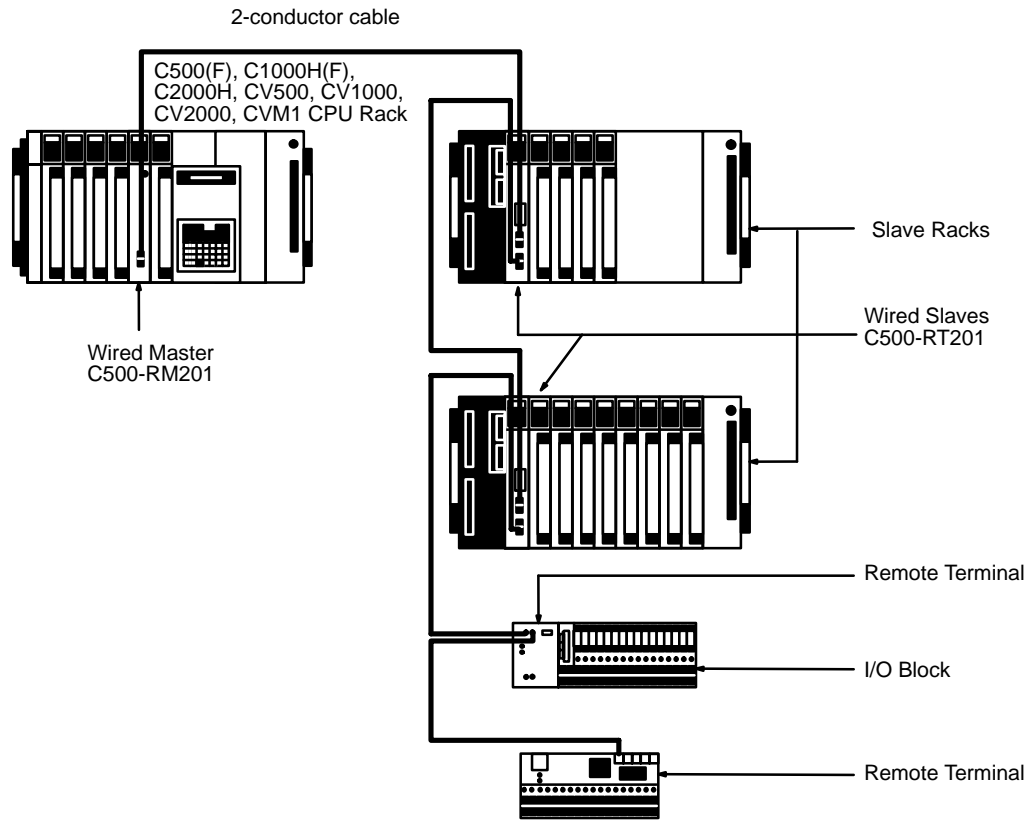 2-conductor cable
C500(F), C1000H(F),
C2000H, CV500, CV1000,
CV2000, CVM1 CPU Rack
Slave Racks
Wired Slaves
C500-RT201
Wired Master
C500-RM201
Remote Terminal
I/O Block
Remote Terminal